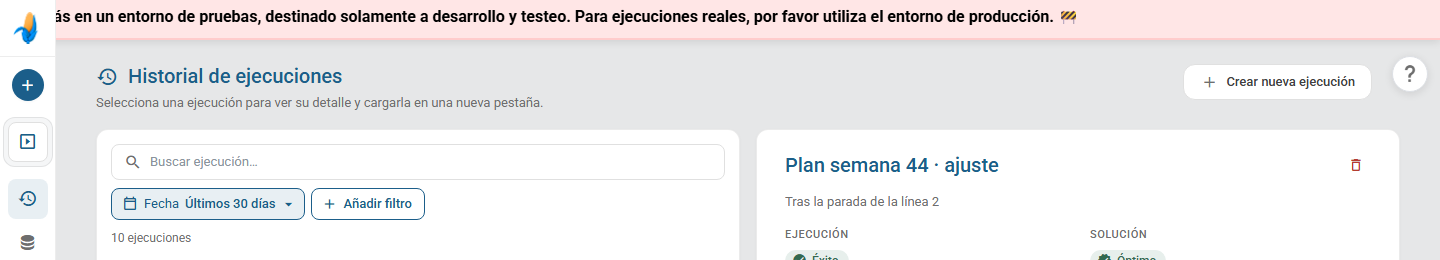 ás en un entorno de pruebas, destinado solamente a desarrollo y testeo. Para ejecuciones reales, por favor utiliza el entorno de producción. 🚧
Historial de ejecuciones
Selecciona una ejecución para ver su detalle y cargarla en una nueva pestaña.
Crear nueva ejecución
?
Buscar ejecución...
Fecha Últimos 30 días
Añadir filtro
10 ejecuciones
Plan semana 44 · ajuste
Tras la parada de la línea 2
EJECUCIÓN
SOLUCIÓN
Éxito
Óptima